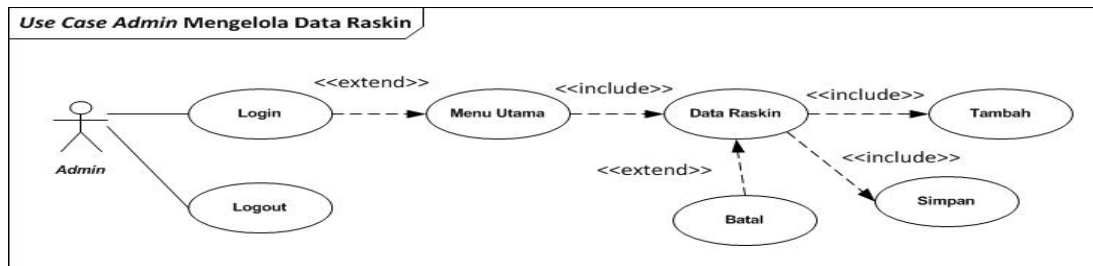 Use Case Admin Mengelola Data Raskin
<<extend>>
<<include>>
<<include>>
Login
Menu Utama
Data Raskin
Tambah
Admin
<<extend>>
<<include>>
Logout
Batal
Simpan